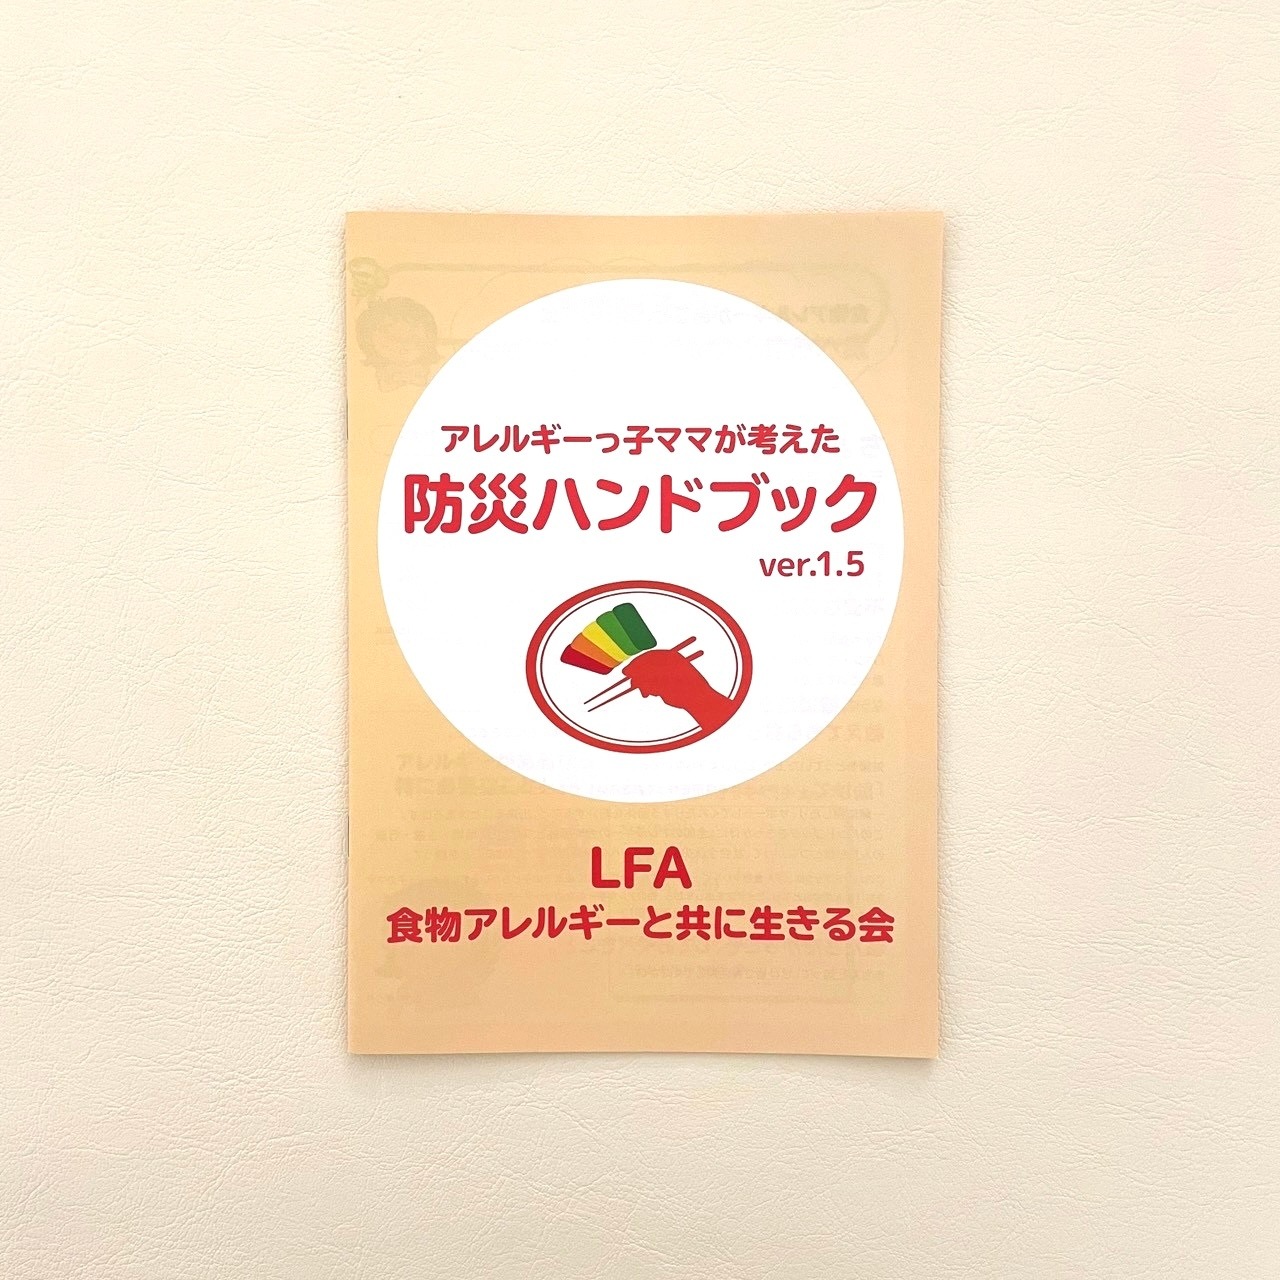 アレルギーっ子ママが考えた
防災ハンドブック
ver.1.5
LFA
食物アレルギーと共に生きる会